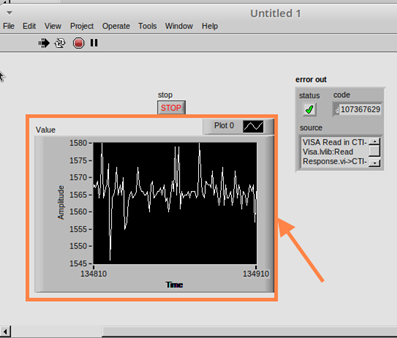 Untitled 1
File Edit View Project Operate Tools Window Help
stop
STOP
error out
status code
107367629
source
VISA Read in CTI-
Visa.lvlib:Read
Response.vi->CTI-
Value
Plot 0
1580
1575
1570
1565
1560
1555
1550
1545
Amplitude
134810 134910
Time